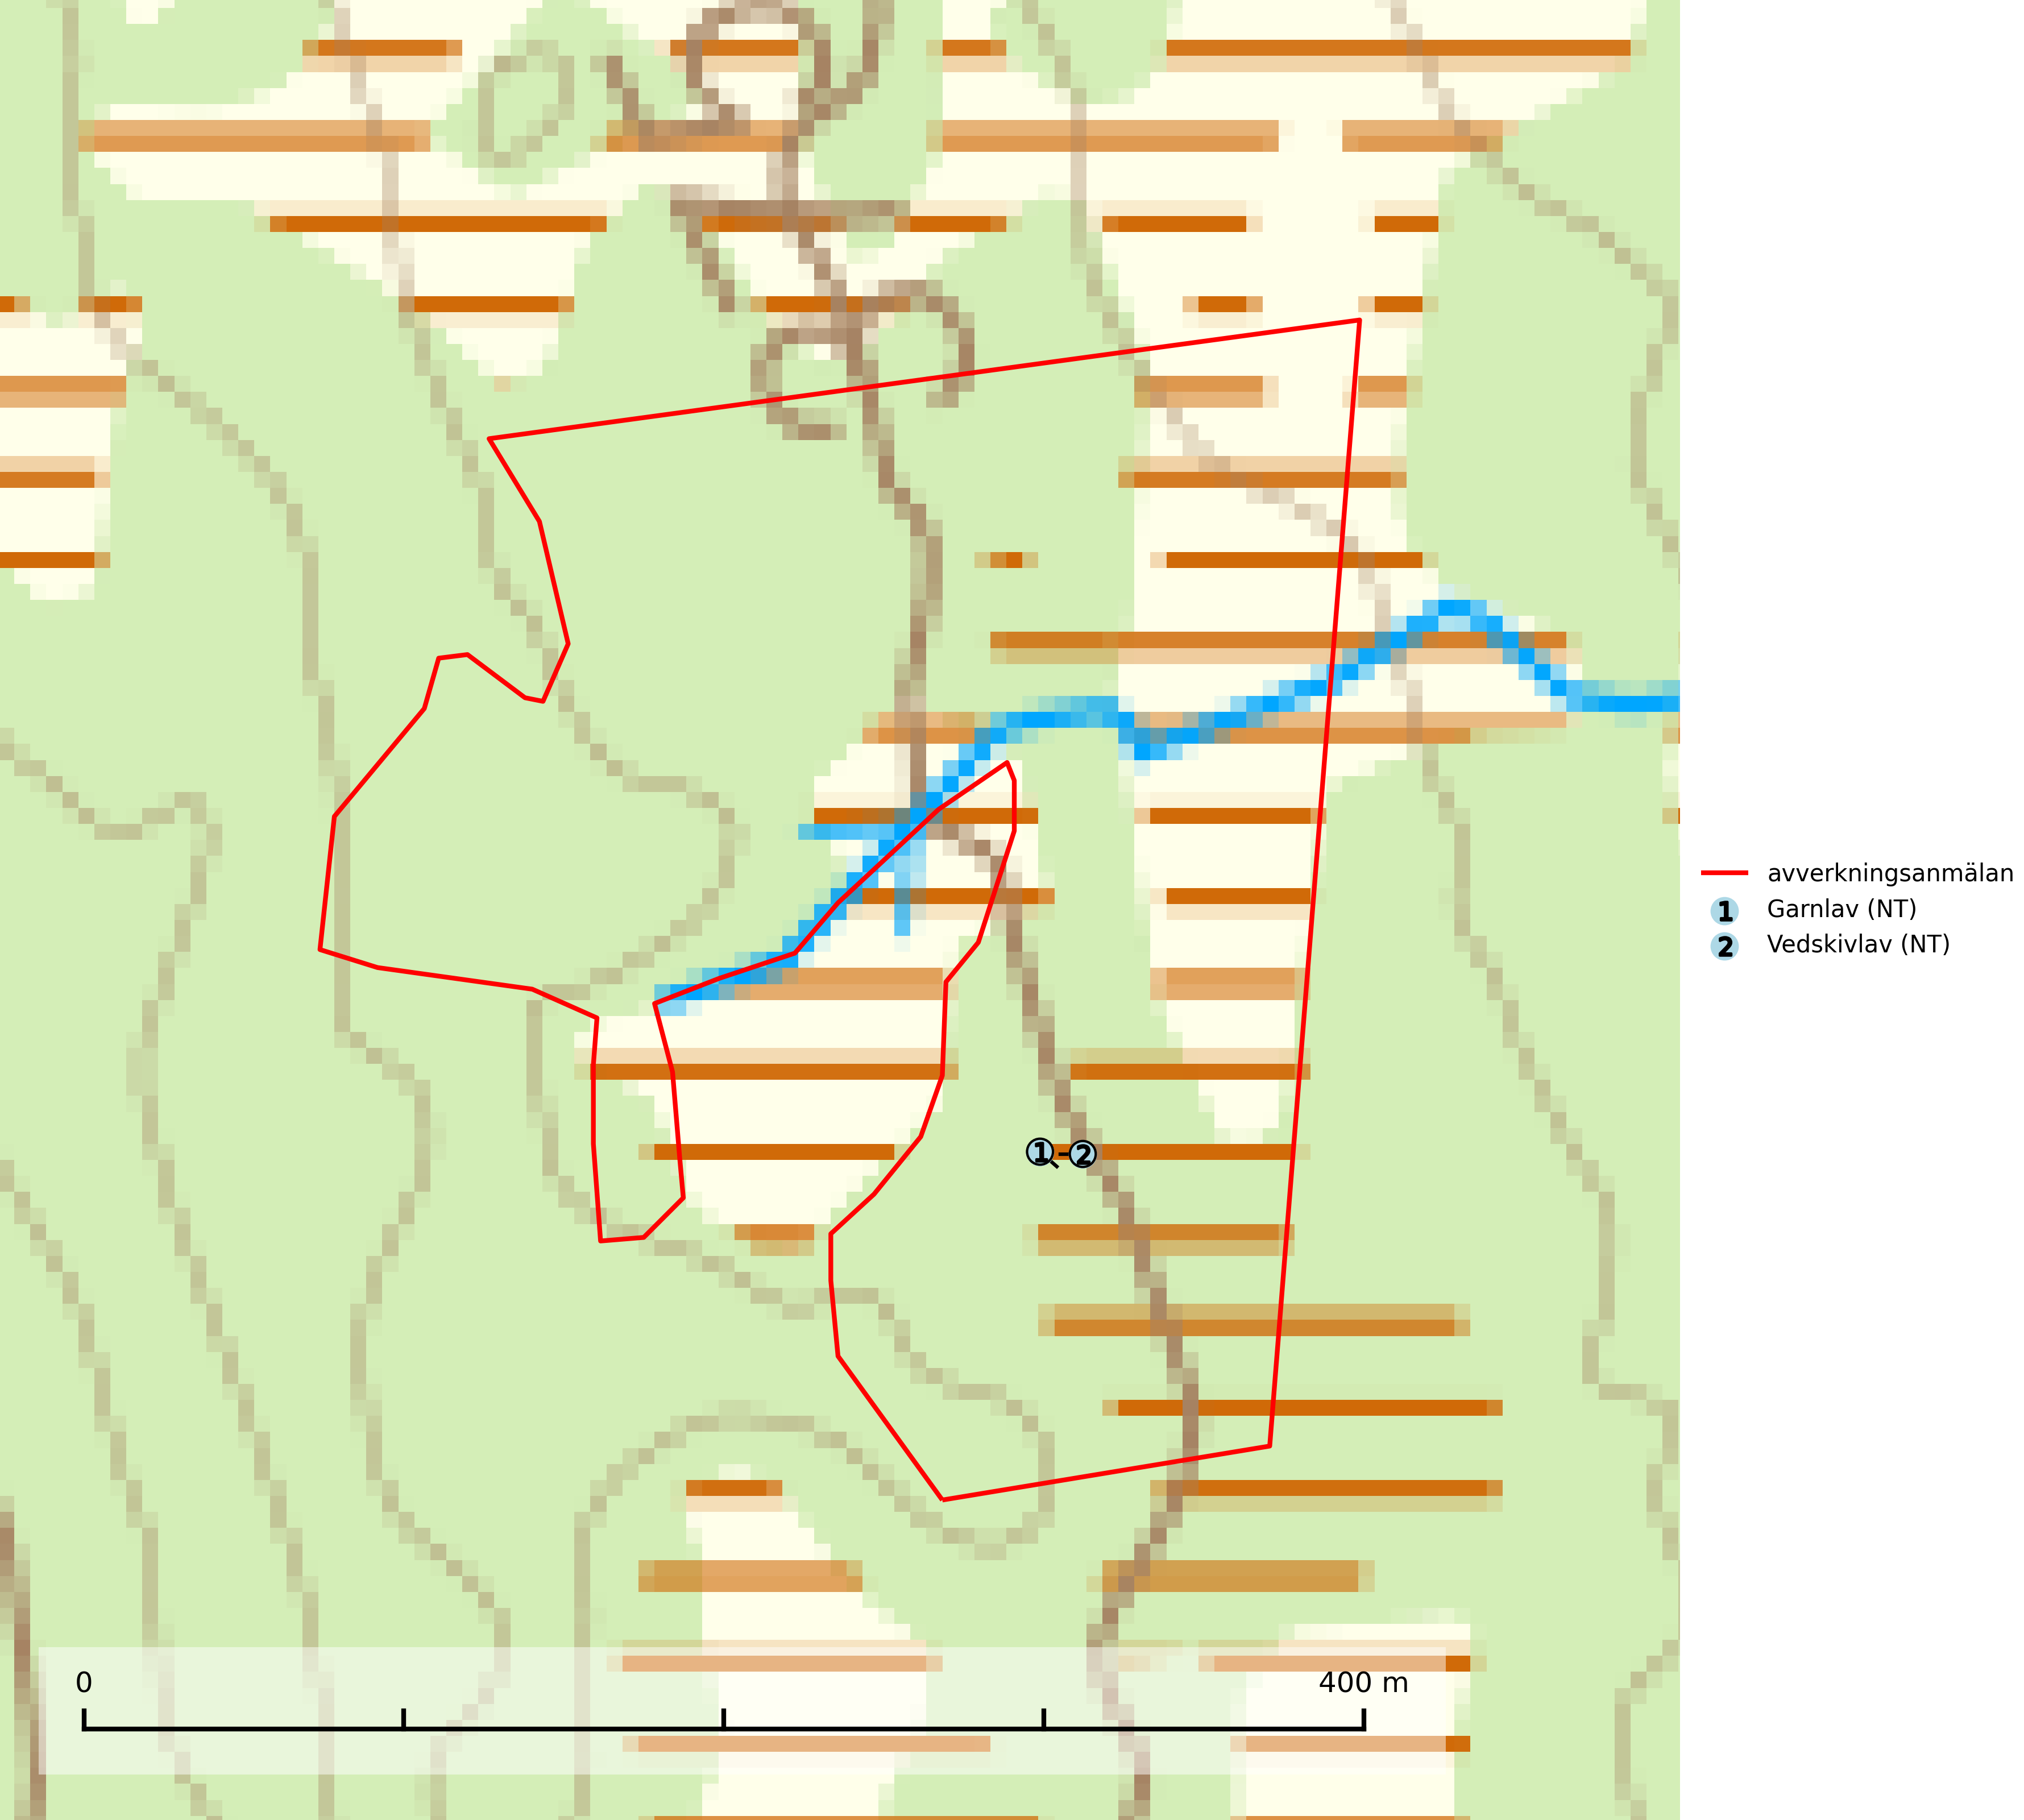 avverkningsanmälan
1 Garnlav (NT)
2 Vedskivlav (NT)
1 2
0 400 m